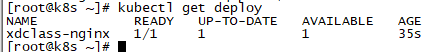 [root@k8s ~]# kubectl get deploy
NAME READY UP-TO-DATE AVAILABLE AGE
xdclass-nginx 1/1 1 1 35s
[root@k8s ~]#